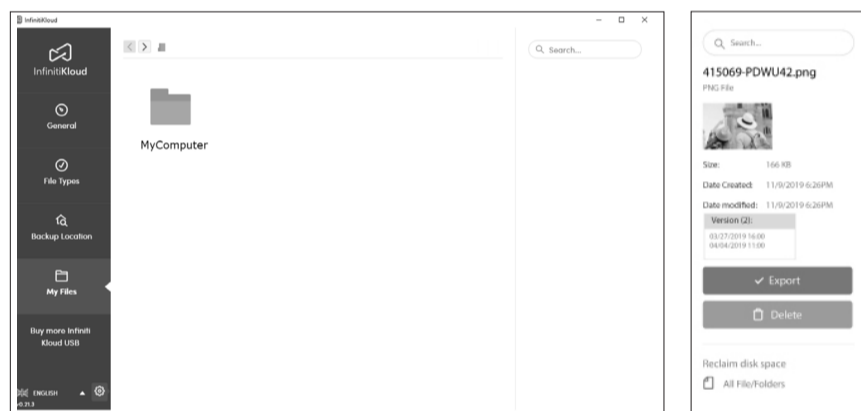 InfinitiKloud
InfinitiKloud
General
File Types
Backup Location
My Files
Buy more Infiniti
Kloud USB
ENGLISH
v0.21.3
Search...
MyComputer
Search...
415069-PDWU42.png
PNG File
Size: 166 KB
Date Created: 11/9/2019 6:26PM
Date modified: 11/9/2019 6:26PM
Version (2):
03/27/2019 16:00
04/04/2019 11:00
Export
Delete
Reclaim disk space
All File/Folders